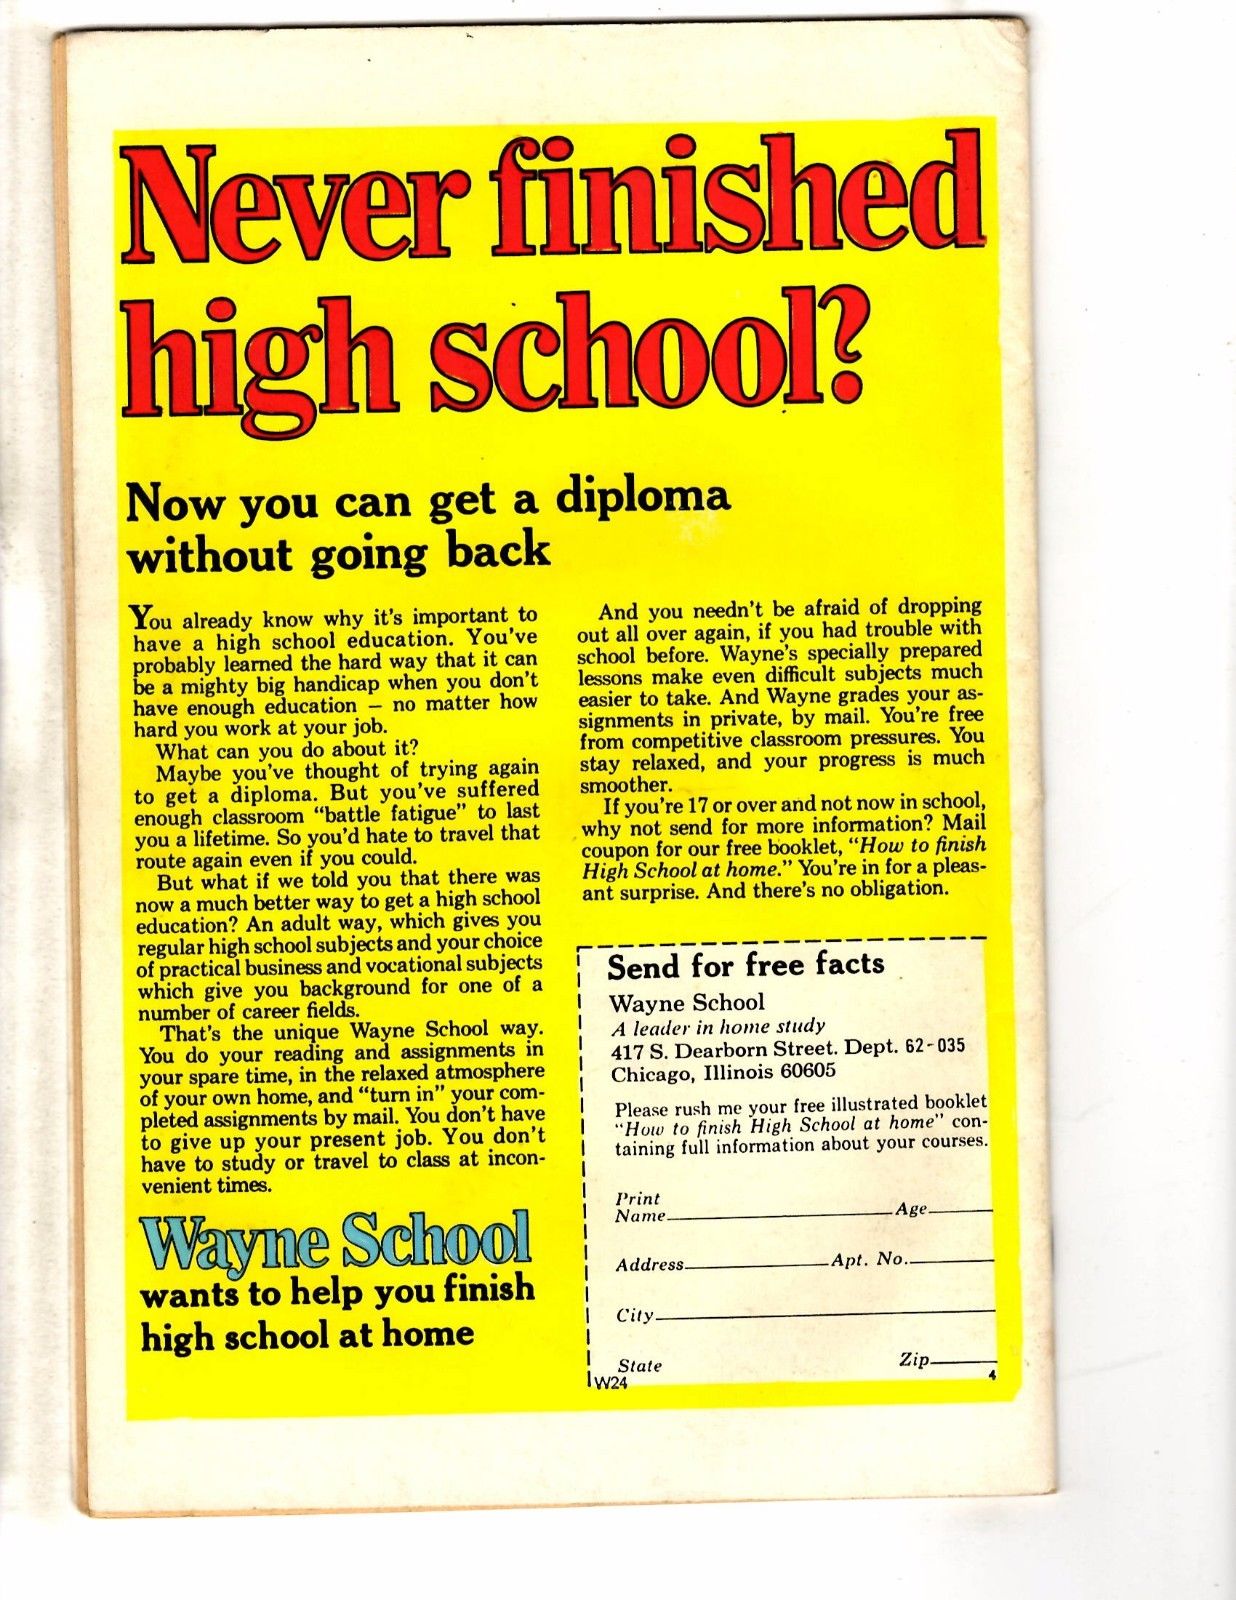 Never finished
high school?
Now you can get a diploma
without going back
You already know why it's important to
have a high school education. You've
probably learned the hard way that it can
be a mighty big handicap when you don't
have enough education — no matter how
hard you work at your job.
What can you do about it?
Maybe you've thought of trying again
to get a diploma. But you've suffered
enough classroom “battle fatigue” to last
you a lifetime. So you'd hate to travel that
route again even if you could.
But what if we told you that there was
now a much better way to get a high school
education? An adult way, which gives you
regular high school subjects and your choice
of practical business and vocational subjects
which give you background for one of a
number of career fields.
That's the unique Wayne School way.
You do your reading and assignments in
your spare time, in the relaxed atmosphere
of your own home, and “turn in” your com-
pleted assignments by mail. You don't have
to give up your present job. You don't
have to study or travel to class at incon-
venient times.
Wayne School
wants to help you finish
high school at home
And you needn't be afraid of dropping
out all over again, if you had trouble with
school before. Wayne's specially prepared
lessons make even difficult subjects much
easier to take. And Wayne grades your as-
signments in private, by mail. You're free
from competitive classroom pressures. You
stay relaxed, and your progress is much
smoother.
If you're 17 or over and not now in school,
why not send for more information? Mail
coupon for our free booklet, “How to finish
High School at home.” You're in for a pleas-
ant surprise. And there's no obligation.
Send for free facts
Wayne School
A leader in home study
417 S. Dearborn Street. Dept. 62-035
Chicago, Illinois 60605
Please rush me your free illustrated booklet
“How to finish High School at home” con-
taining full information about your courses.
Print
Name Age
Address Apt. No.
City
State Zip
W24 4